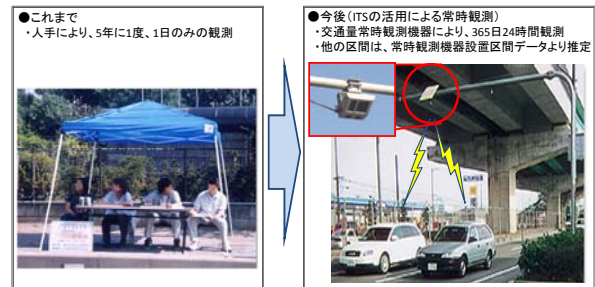 ●これまで
・人手により、5年に1度、1日のみの観測
●今後(ITSの活用による常時観測)
・交通量常時観測機器により、365日24時間観測
・他の区間は、常時観測機器設置区間データより推定